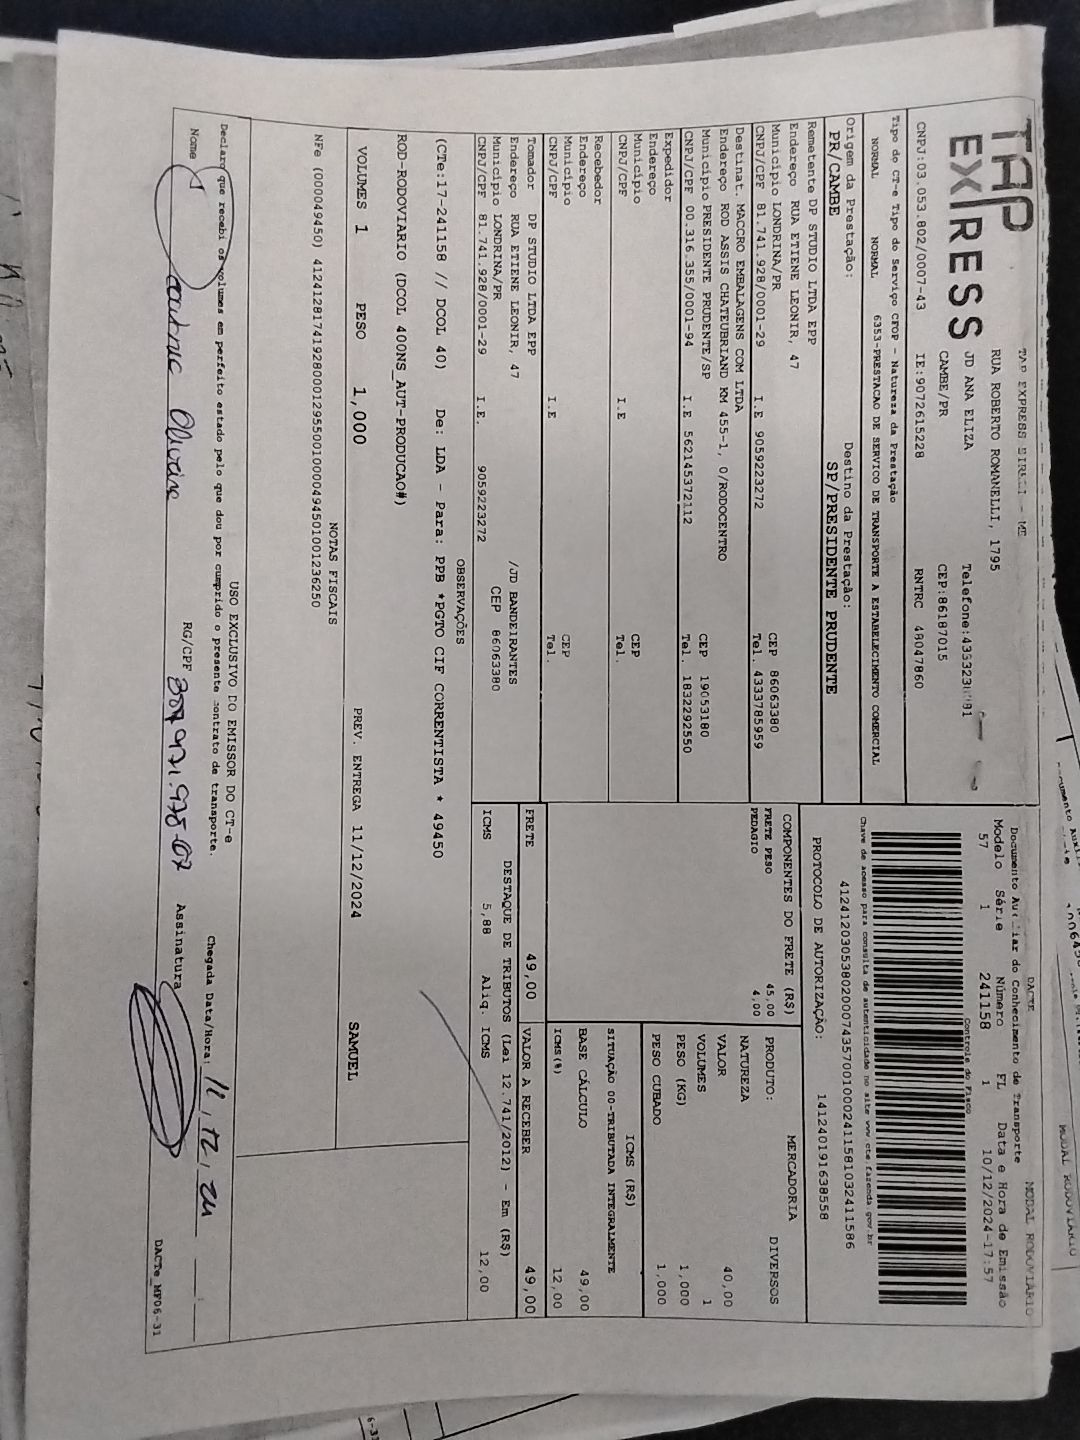 TAP
EXPRESS
TAP EXPRESS EIRELI - ME
RUA ROBERTO ROMANELLI, 1795
JD ANA ELIZA
CAMBE/PR CEP:86187015
CNPJ:03.053.802/0007-43 IE:9072615228 RNTRC 48047860
Tipo do CT-e Tipo do Serviço CFOP - Natureza da Prestação
NORMAL NORMAL 6353-PRESTACAO DE SERVICO DE TRANSPORTE A ESTABELECIMENTO COMERCIAL
Origem da Prestação: Destino da Prestação:
PR/CAMBE SP/PRESIDENTE PRUDENTE
Remetente DP STUDIO LTDA EPP
Endereço RUA ETIENE LEONIR, 47
Município LONDRINA/PR CEP 86063380
CNPJ/CPF 81.741.928/0001-29 I.E 9059223272 Tel. 4333785959
Destinat. MACCRO EMBALAGENS COM LTDA
Endereço ROD ASSIS CHATEUBRIAND KM 455-1, 0/RODOCENTRO
Município PRESIDENTE PRUDENTE/SP CEP 19053180
CNPJ/CPF 00.316.355/0001-94 I.E 562145372112 Tel. 1832292550
Expedidor
Endereço
Município CEP
CNPJ/CPF I.E Tel.
Recebedor
Endereço
Município CEP
CNPJ/CPF I.E Tel.
Tomador DP STUDIO LTDA EPP
Endereço RUA ETIENE LEONIR, 47 /JD BANDEIRANTES
Município LONDRINA/PR CEP 86063380
CNPJ/CPF 81.741.928/0001-29 I.E. 9059223272
DACTE MODAL RODOVIARIO
Documento Auxiliar do Conhecimento de Transporte
Modelo Série Número FL Data e Hora de Emissão
57 1 241158 1 10/12/2024-17:57
Controle do Fisco
Chave de acesso para consulta de autenticidade no site www.cte.fazenda.gov.br
41241203053802000743570010002411581032411586
PROTOCOLO DE AUTORIZAÇÃO: 141240191638558
COMPONENTES DO FRETE (R$)
FRETE PESO 45,00
PEDAGIO 4,00
MERCADORIA
PRODUTO: DIVERSOS
NATUREZA
VALOR 40,00
VOLUMES 1
PESO (KG) 1,000
PESO CUBADO 1,000
ICMS (R$)
SITUAÇÃO 00-TRIBUTADA INTEGRALMENTE
BASE CÁLCULO 49,00
ICMS(%) 12,00
FRETE 49,00 VALOR A RECEBER 49,00
DESTAQUE DE TRIBUTOS (Lei 12.741/2012) - Em (R$)
ICMS 5,88 Aliq. ICMS 12,00
OBSERVAÇÕES
(CTe:17-241158 // DCOL 40) De: LDA - Para: PPB *PGTO CIF CORRENTISTA * 49450
ROD-RODOVIARIO (DCOL 400NS_AUT-PRODUCAO#)
VOLUMES 1 PESO 1,000 PREV. ENTREGA 11/12/2024 SAMUEL
NOTAS FISCAIS
NFe (000049450) 41241281741928000129550010000494501001236250
USO EXCLUSIVO DO EMISSOR DO CT-e
Declaro que recebi os volumes em perfeito estado pelo que dou por cumprido o presente contrato de transporte. Chegada Data/Hora:
Nome Oliveira RG/CPF Assinatura
DACTe_MF06-31